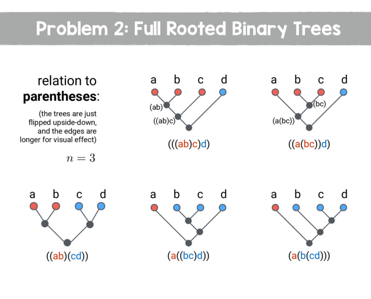 Problem 2: Full Rooted Binary Trees
relation to
parentheses:
(the trees are just
flipped upside-down,
and the edges are
longer for visual effect)
n = 3
a b c d
(ab)
((ab)c)
(((ab)c)d)
a b c d
(bc)
(a(bc))
((a(bc))d)
a b c d
((ab)(cd))
a b c d
(a((bc)d))
a b c d
(a(b(cd)))